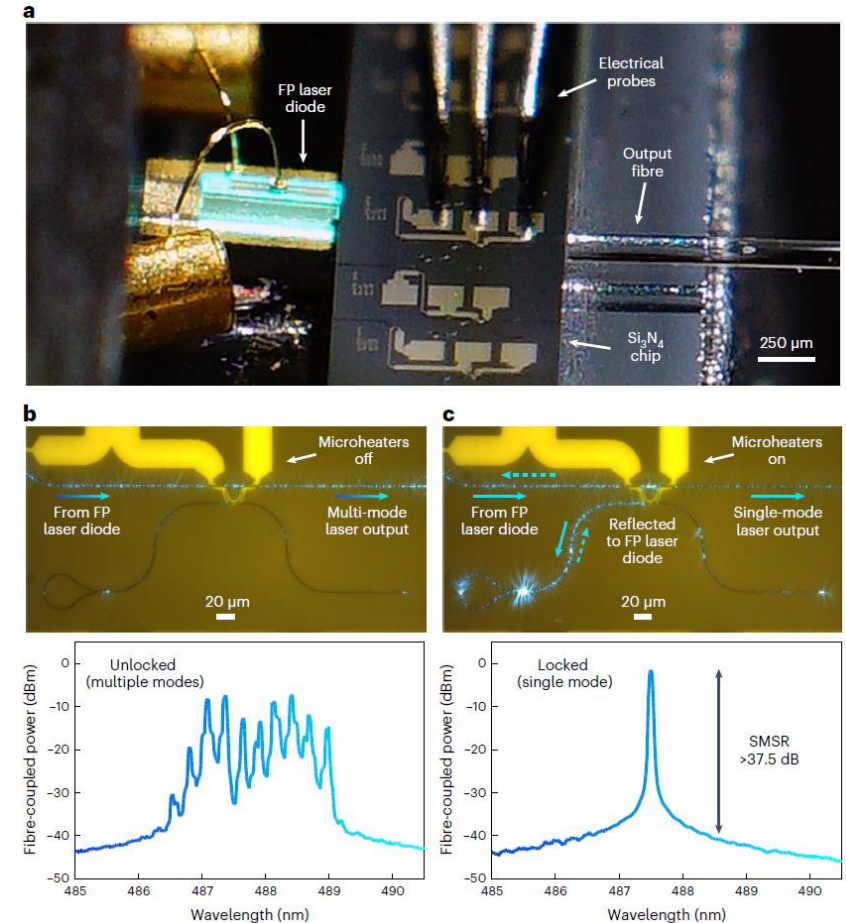 a
Electrical
probes
FP laser
diode
Output
fibre
Si₃N₄
chip
250 µm
b
c
Microheaters
off
From FP
laser diode
Multi-mode
laser output
20 µm
Microheaters
on
From FP
laser diode
Reflected
to FP laser
diode
Single-mode
laser output
20 µm
Fibre-coupled power (dBm)
0
–10
–20
–30
–40
–50
Unlocked
(multiple modes)
485 486 487 488 489 490
Wavelength (nm)
Fibre-coupled power (dBm)
0
–10
–20
–30
–40
–50
Locked
(single mode)
SMSR
>37.5 dB
485 486 487 488 489 490
Wavelength (nm)